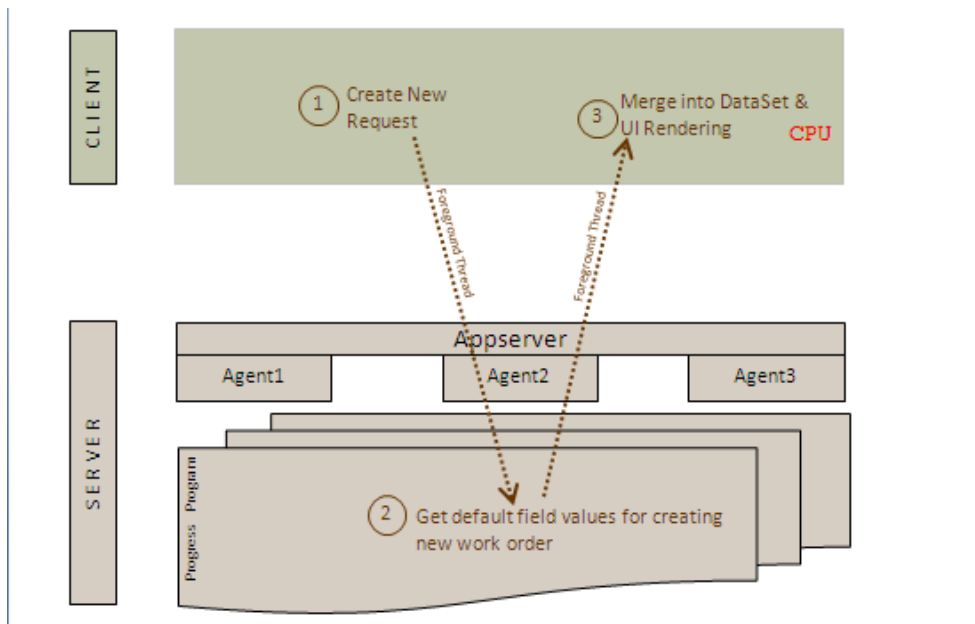 CLIENT
1
Create New
Request
3
Merge into DataSet &
UI Rendering
CPU
Foreground Thread
Foreground Thread
SERVER
Appserver
Agent1
Agent2
Agent3
Progress Program
2
Get default field values for creating
new work order